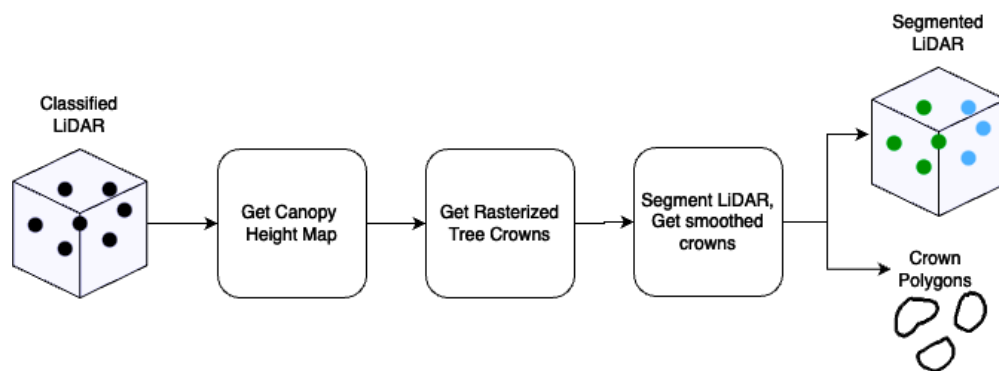 Classified
LiDAR
Get Canopy
Height Map
Get Rasterized
Tree Crowns
Segment LiDAR,
Get smoothed
crowns
Segmented
LiDAR
Crown
Polygons